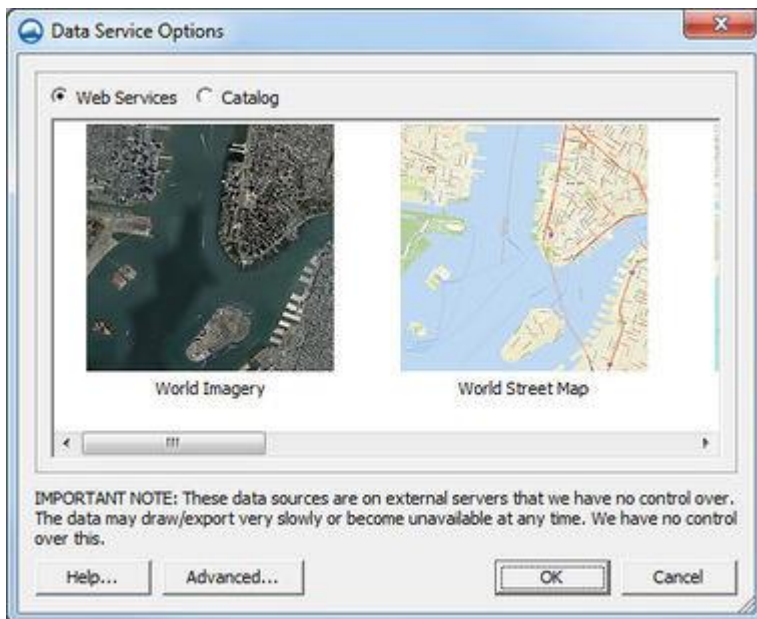 Data Service Options
Web Services Catalog
World Imagery World Street Map
IMPORTANT NOTE: These data sources are on external servers that we have no control over.
The data may draw/export very slowly or become unavailable at any time. We have no control
over this.
Help... Advanced... OK Cancel